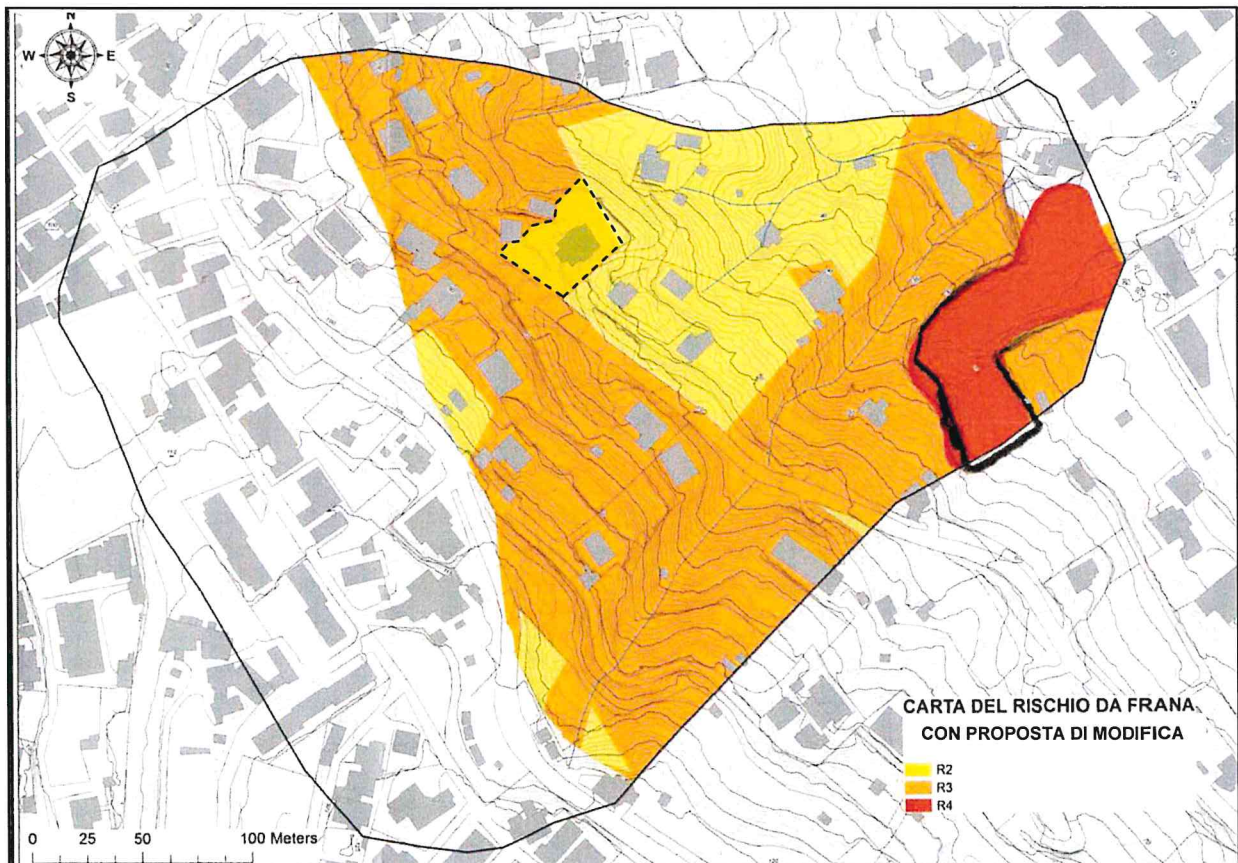 N
W E
S
CARTA DEL RISCHIO DA FRANA
CON PROPOSTA DI MODIFICA
R2
R3
R4
0 25 50 100 Meters